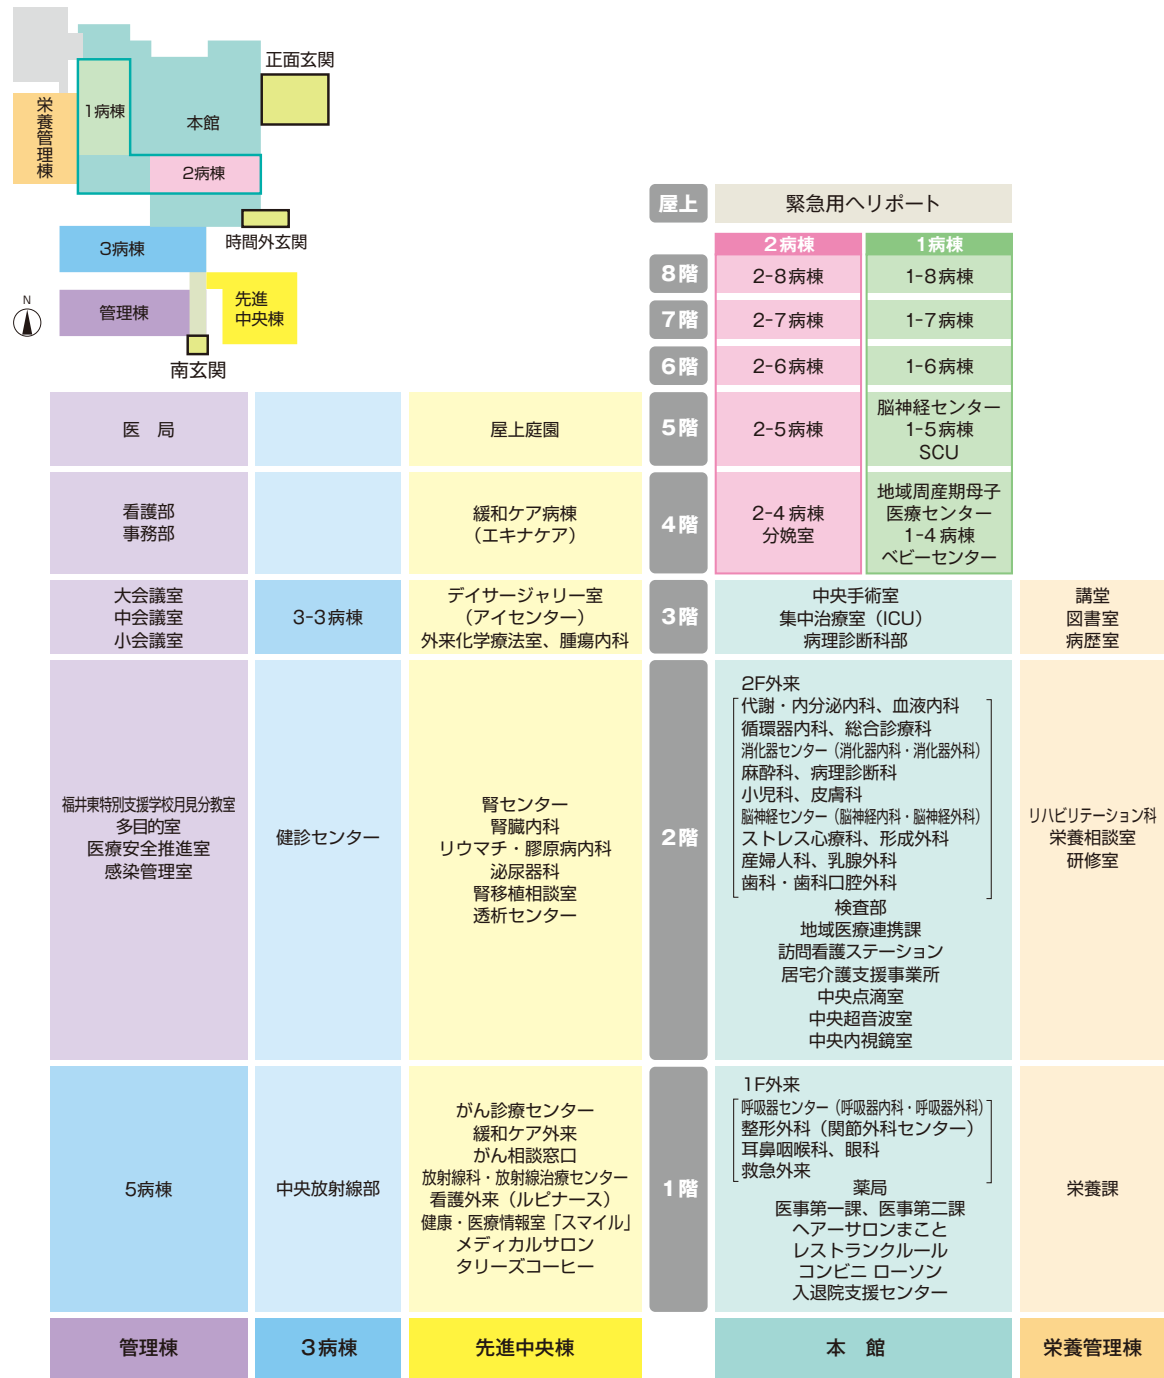 正面玄関
栄養管理棟
1病棟
本館
2病棟
時間外玄関
3病棟
N
管理棟
先進
中央棟
南玄関
屋上
緊急用ヘリポート
2病棟
1病棟
8階
2-8病棟
1-8病棟
7階
2-7病棟
1-7病棟
6階
2-6病棟
1-6病棟
医 局
屋上庭園
5階
2-5病棟
脳神経センター
1-5病棟
SCU
看護部
事務部
緩和ケア病棟
（エキナケア）
4階
2-4病棟
分娩室
地域周産期母子
医療センター
1-4病棟
ベビーセンター
大会議室
中会議室
小会議室
3-3病棟
デイサージャリー室
（アイセンター）
外来化学療法室、腫瘍内科
3階
中央手術室
集中治療室（ICU）
病理診断科部
講堂
図書室
病歴室
福井東特別支援学校月見分教室
多目的室
医療安全推進室
感染管理室
健診センター
腎センター
腎臓内科
リウマチ・膠原病内科
泌尿器科
腎移植相談室
透析センター
2階
2F外来
代謝・内分泌内科、血液内科
循環器内科、総合診療科
消化器センター（消化器内科・消化器外科）
麻酔科、病理診断科
小児科、皮膚科
脳神経センター（脳神経内科・脳神経外科）
ストレス心療科、形成外科
産婦人科、乳腺外科
歯科・歯科口腔外科
検査部
地域医療連携課
訪問看護ステーション
居宅介護支援事業所
中央点滴室
中央超音波室
中央内視鏡室
リハビリテーション科
栄養相談室
研修室
5病棟
中央放射線部
がん診療センター
緩和ケア外来
がん相談窓口
放射線科・放射線治療センター
看護外来（ルピナース）
健康・医療情報室「スマイル」
メディカルサロン
タリーズコーヒー
1階
1F外来
呼吸器センター（呼吸器内科・呼吸器外科）
整形外科（関節外科センター）
耳鼻咽喉科、眼科
救急外来
薬局
医事第一課、医事第二課
ヘアーサロンまこと
レストランクルール
コンビニ ローソン
入退院支援センター
栄養課
管理棟
3病棟
先進中央棟
本 館
栄養管理棟